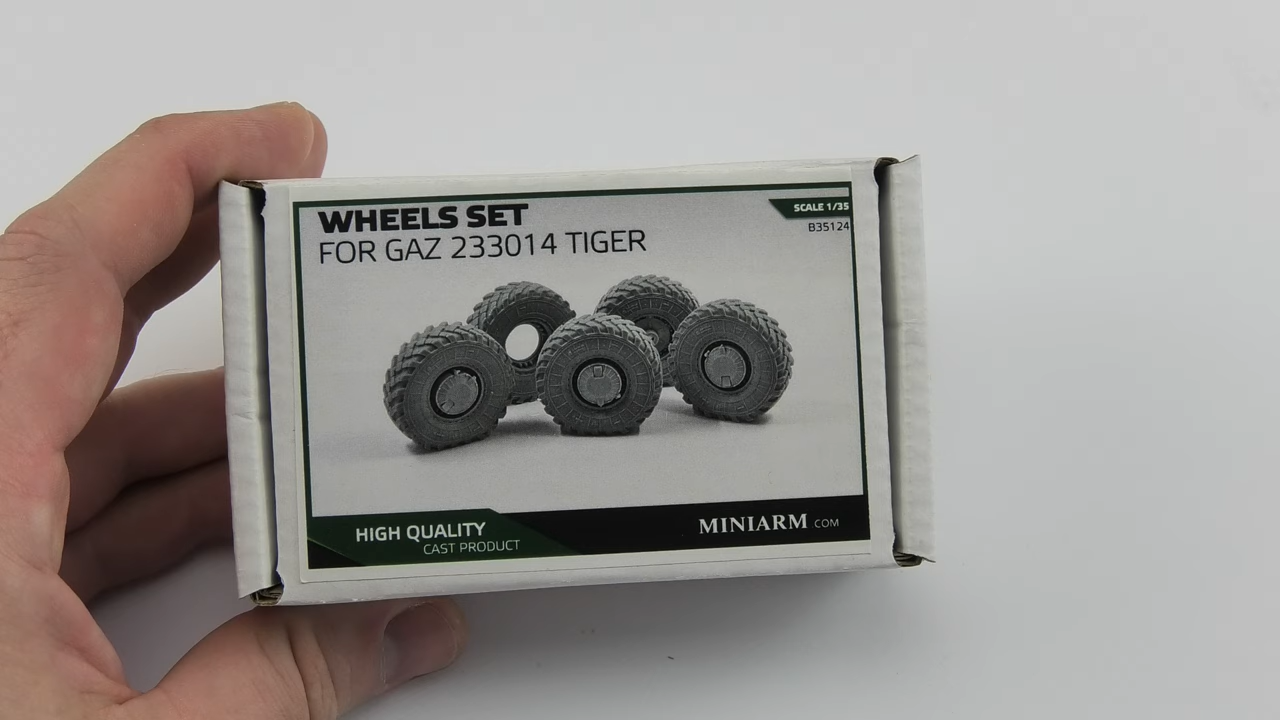 WHEELS SET
FOR GAZ 233014 TIGER
SCALE 1/35
B35124
HIGH QUALITY
CAST PRODUCT
MINIARM COM